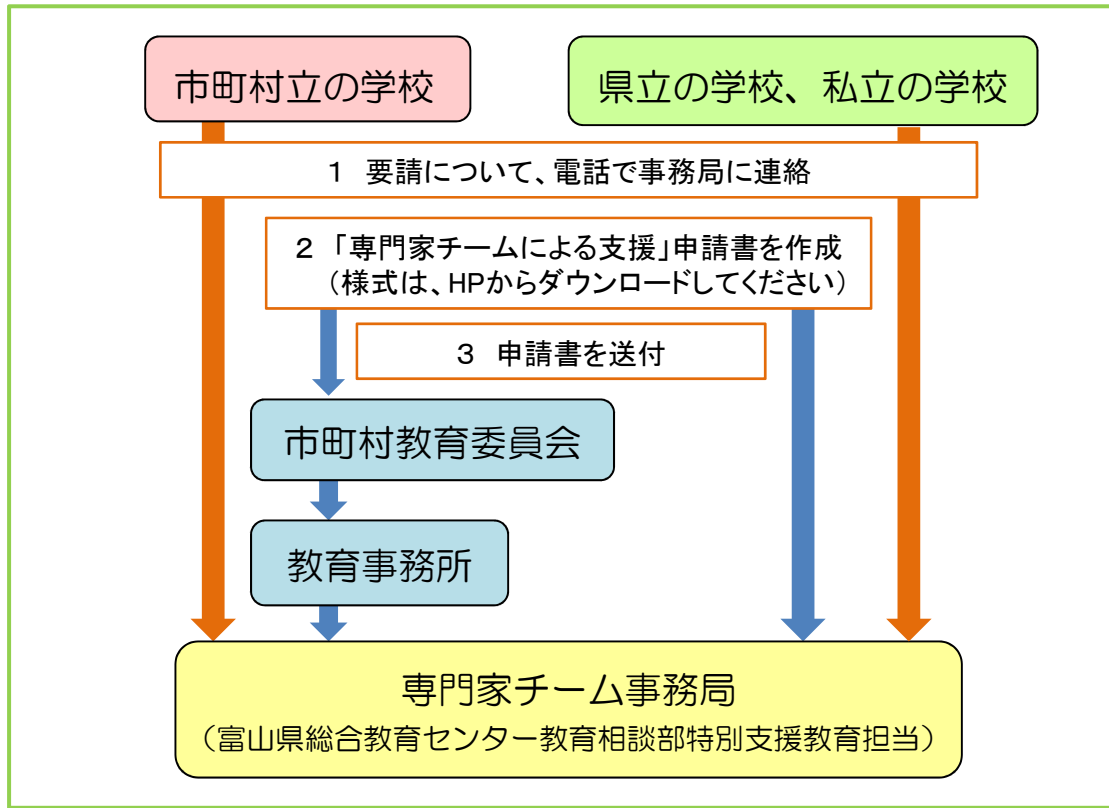 市町村立の学校
県立の学校、私立の学校
1　要請について、電話で事務局に連絡
2　「専門家チームによる支援」申請書を作成
（様式は、HPからダウンロードしてください）
3　申請書を送付
市町村教育委員会
教育事務所
専門家チーム事務局
（富山県総合教育センター教育相談部特別支援教育担当）